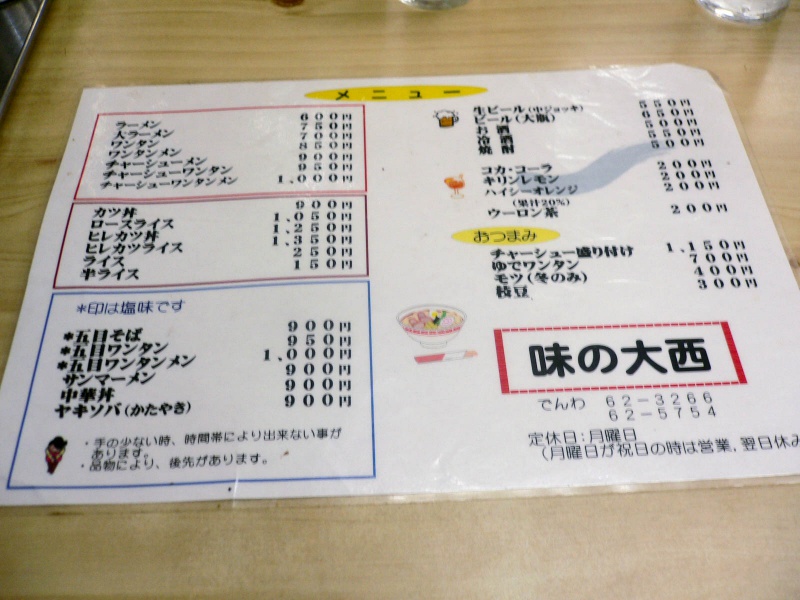 メニュー
ラーメン 600円
大ラーメン 750円
ワンタン 700円
ワンタンメン 850円
チャーシューメン 900円
チャーシューワンタン 950円
チャーシューワンタンメン 1,000円
カツ丼 900円
ロースライス 1,050円
ヒレカツ丼 1,250円
ヒレカツライス 1,350円
ライス 250円
半ライス 150円
*印は塩味です
*五目そば 900円
*五目ワンタン 950円
*五目ワンタンメン 1,000円
サンマーメン 900円
中華丼 900円
ヤキソバ(かたやき) 900円
・手の少ない時、時間帯により出来ない事が
あります。
・品物により、後先があります。
生ビール(中ジョッキ) 550円
ビール(大瓶) 650円
お酒 500円
冷酒 550円
焼酎 500円
コカ・コーラ 200円
キリンレモン 200円
ハイシーオレンジ 200円
(果汁20%)
ウーロン茶 200円
おつまみ
チャーシュー盛り付け 1,150円
ゆでワンタン 700円
モツ(冬のみ) 400円
枝豆 300円
味の大西
でんわ 62-3266
62-5754
定休日:月曜日
(月曜日が祝日の時は営業,翌日休み